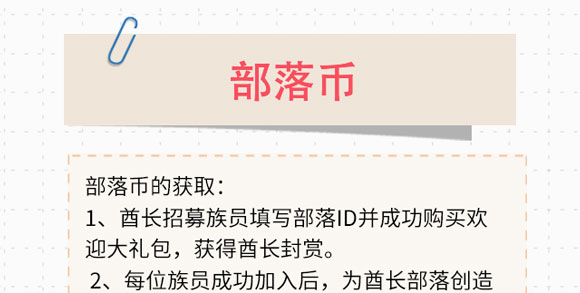 部落币
部落币的获取：
1、酋长招募族员填写部落ID并成功购买欢
迎大礼包，获得酋长封赏。
2、每位族员成功加入后，为酋长部落创造